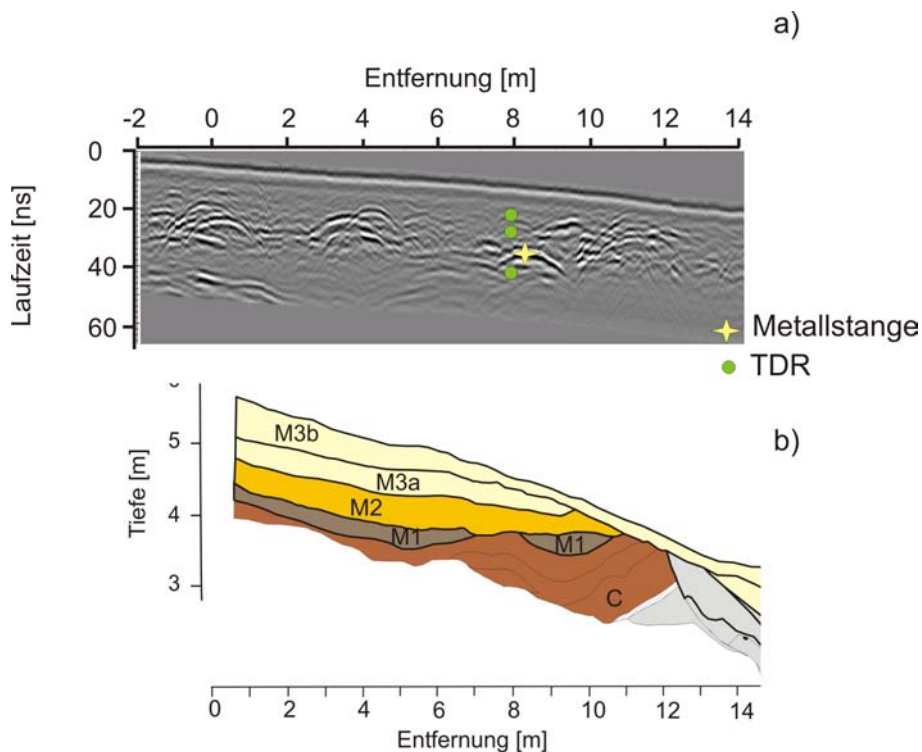 a)
Entfernung [m]
-2 0 2 4 6 8 10 12 14
Laufzeit [ns]
0
20
40
60
Metallstange
TDR
b)
Tiefe [m]
5
4
3
M3b
M3a
M2
M1
M1
C
0 2 4 6 8 10 12 14
Entfernung [m]